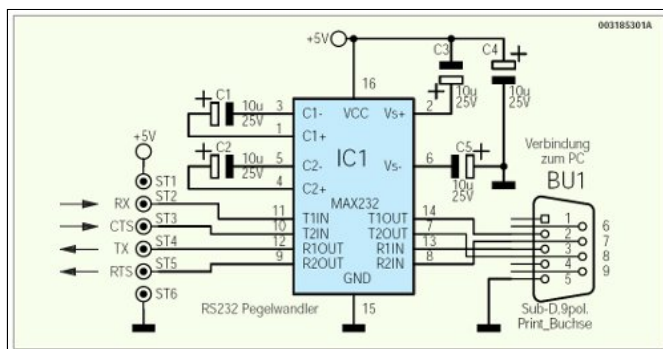 003185301A
+5V
C3
C4
C1
10u
25V
16
10u
25V
10u
25V
3
C1-
VCC
Vs+
2
1
C1+
IC1
+5V
C2
10u
25V
5
C2-
Vs-
6
C5
10u
25V
4
C2+
Verbindung
zum PC
BU1
ST1
MAX232
RX
ST2
11
T1IN
T1OUT
14
CTS
ST3
10
T2IN
T2OUT
7
TX
ST4
12
R1OUT
R1IN
13
RTS
ST5
9
R2OUT
R2IN
8
1
6
2
7
3
8
4
9
5
GND
ST6
RS232 Pegelwandler
15
Sub-D,9pol.
Print_Buchse